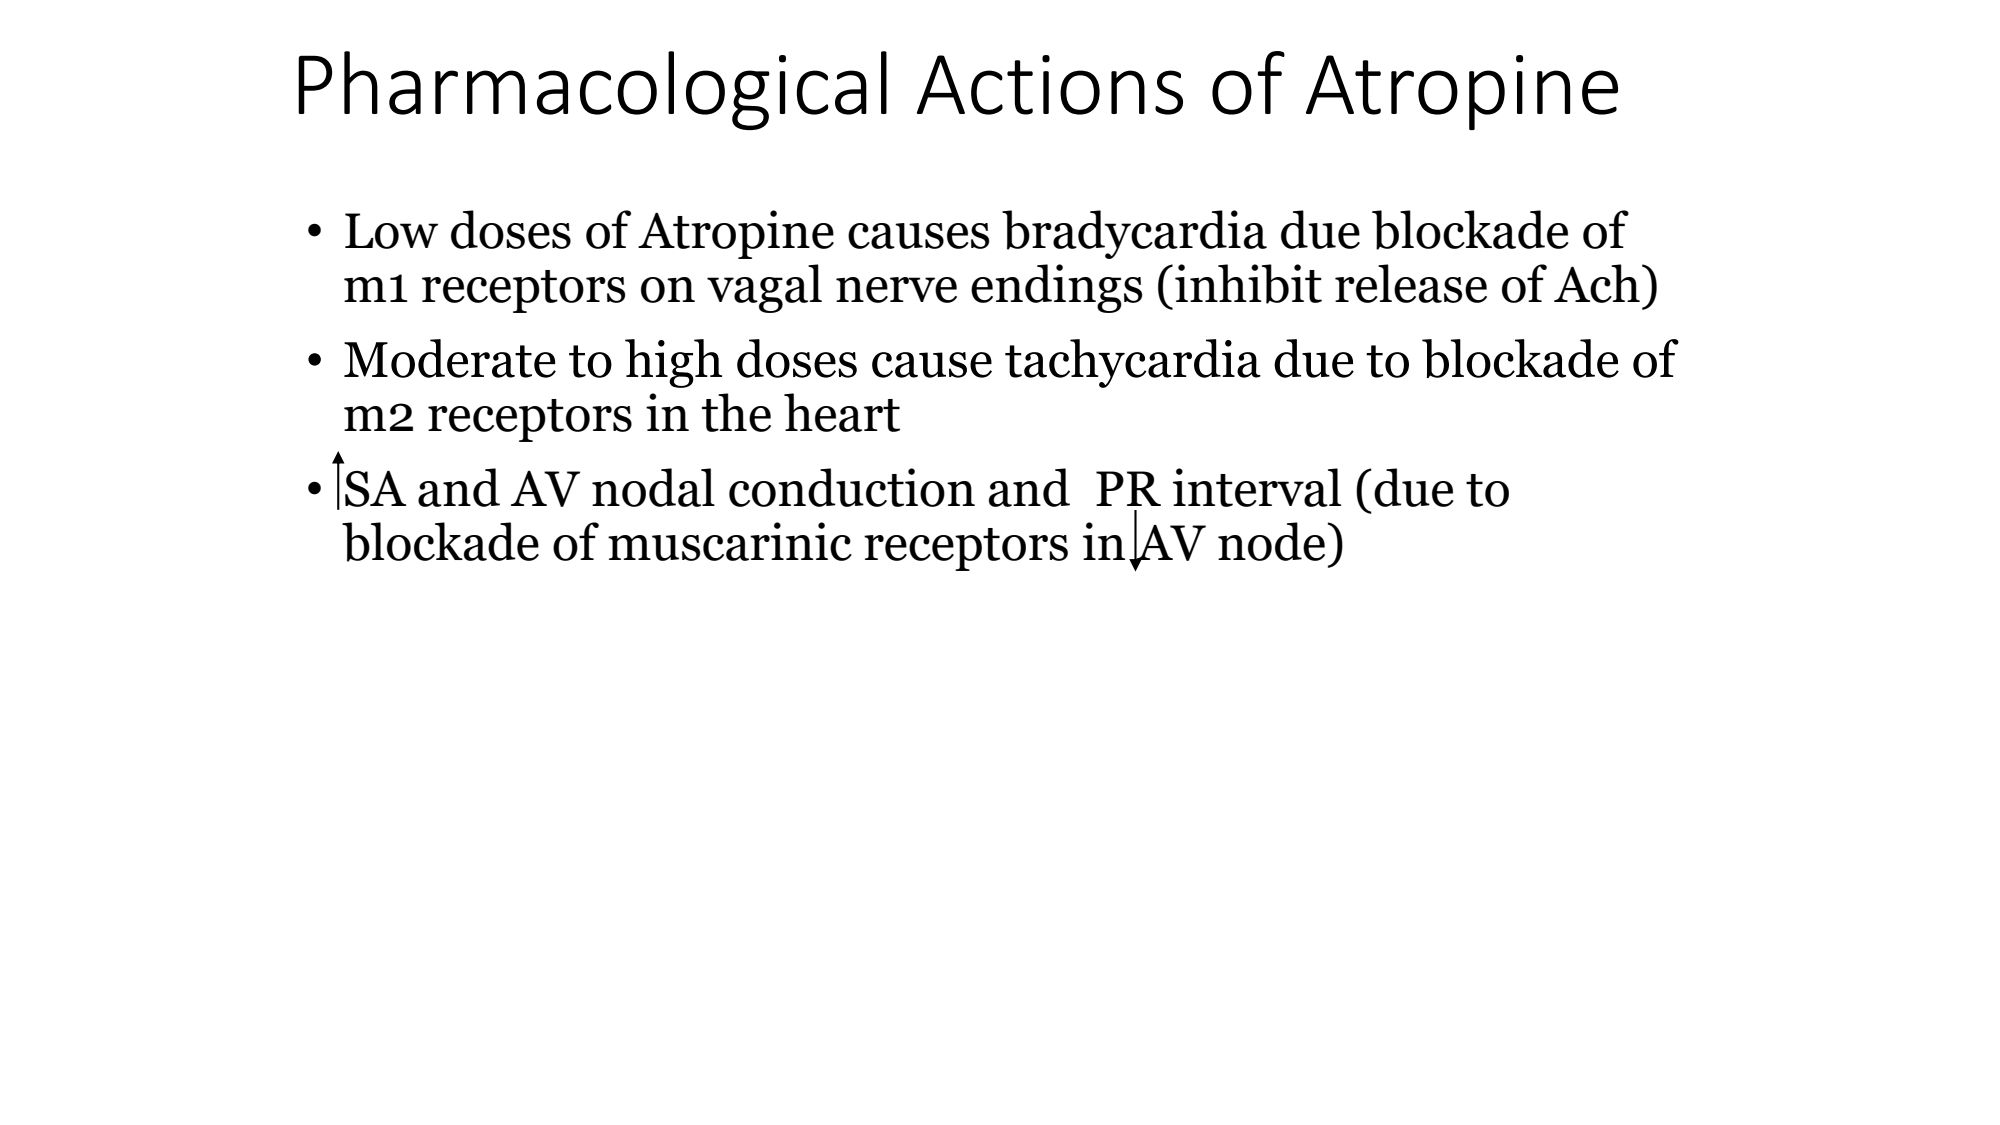 Pharmacological Actions of Atropine
• Low doses of Atropine causes bradycardia due blockade of
m1 receptors on vagal nerve endings (inhibit release of Ach)
• Moderate to high doses cause tachycardia due to blockade of
m2 receptors in the heart
• SA and AV nodal conduction and  PR interval (due to
blockade of muscarinic receptors in AV node)